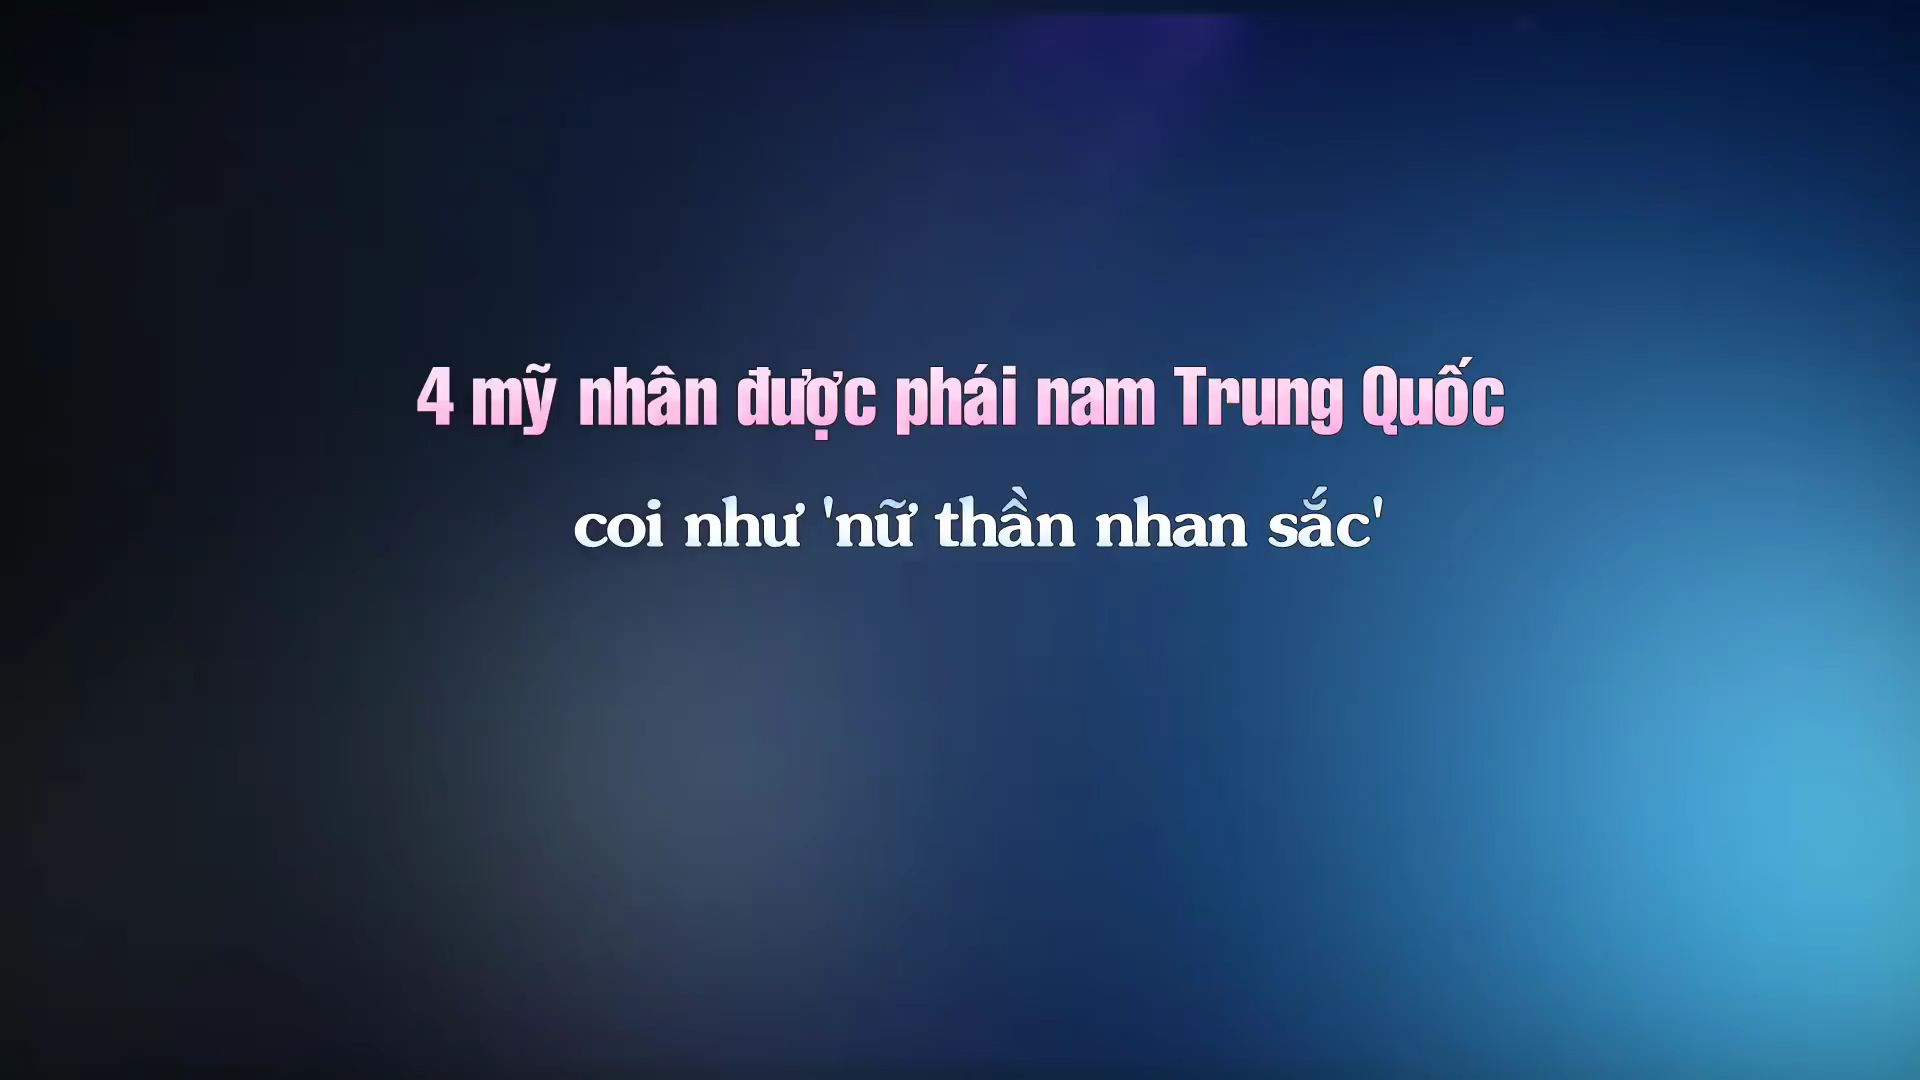 4 mỹ nhân được phái nam Trung Quốc
coi như 'nữ thần nhan sắc'